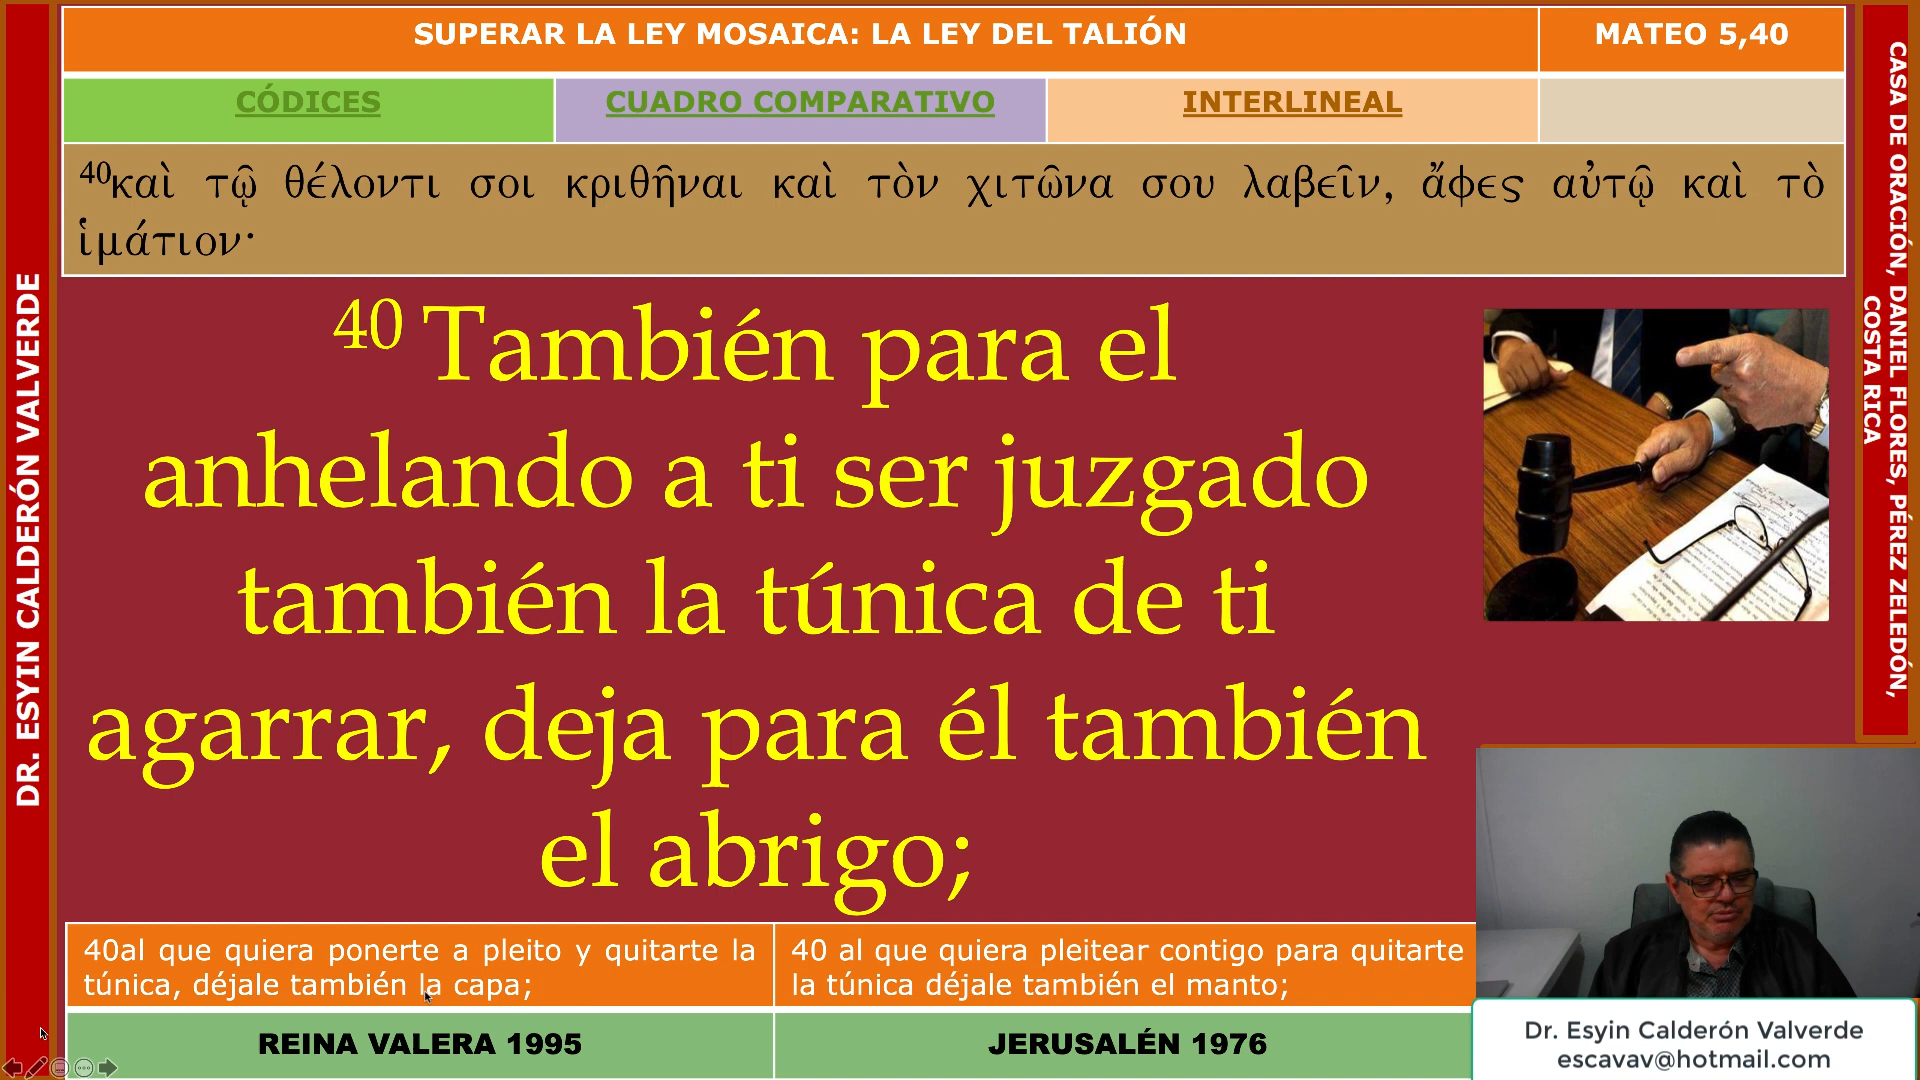 SUPERAR LA LEY MOSAICA: LA LEY DEL TALIÓN
MATEO 5,40
CÓDICES
CUADRO COMPARATIVO
INTERLINEAL
40καὶ τῷ θέλοντι σοι κριθῆναι καὶ τὸν χιτῶνα σου λαβεῖν, ἄφες αὐτῷ καὶ τὸ
ἱμάτιον·
40 También para el
anhelando a ti ser juzgado
también la túnica de ti
agarrar, deja para él también
el abrigo;
40al que quiera ponerte a pleito y quitarte la
túnica, déjale también la capa;
40 al que quiera pleitear contigo para quitarte
la túnica déjale también el manto;
REINA VALERA 1995
JERUSALÉN 1976
DR. ESYIN CALDERÓN VALVERDE
CASA DE ORACIÓN, DANIEL FLORES, PÉREZ ZELEDÓN,
COSTA RICA
Dr. Esyin Calderón Valverde
escavav@hotmail.com